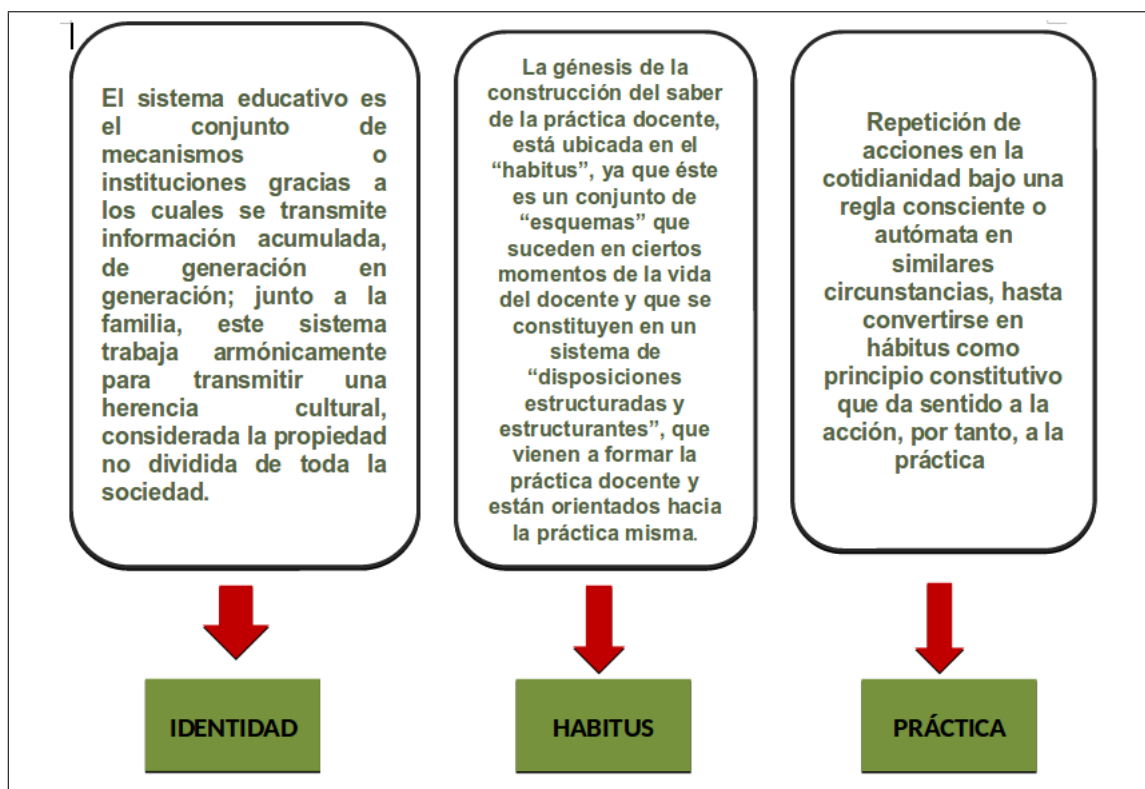 El sistema educativo es
el conjunto de
mecanismos o
instituciones gracias a
los cuales se transmite
información acumulada,
de generación en
generación; junto a la
familia, este sistema
trabaja armónicamente
para transmitir una
herencia cultural,
considerada la propiedad
no dividida de toda la
sociedad.
La génesis de la
construcción del saber
de la práctica docente,
está ubicada en el
“habitus”, ya que éste
es un conjunto de
“esquemas” que
suceden en ciertos
momentos de la vida
del docente y que se
constituyen en un
sistema de
“disposiciones
estructuradas y
estructurantes”, que
vienen a formar la
práctica docente y
están orientados hacia
la práctica misma.
Repetición de
acciones en la
cotidianidad bajo una
regla consciente o
autómata en
similares
circunstancias, hasta
convertirse en
hábitus como
principio constitutivo
que da sentido a la
acción, por tanto, a la
práctica
IDENTIDAD
HABITUS
PRÁCTICA